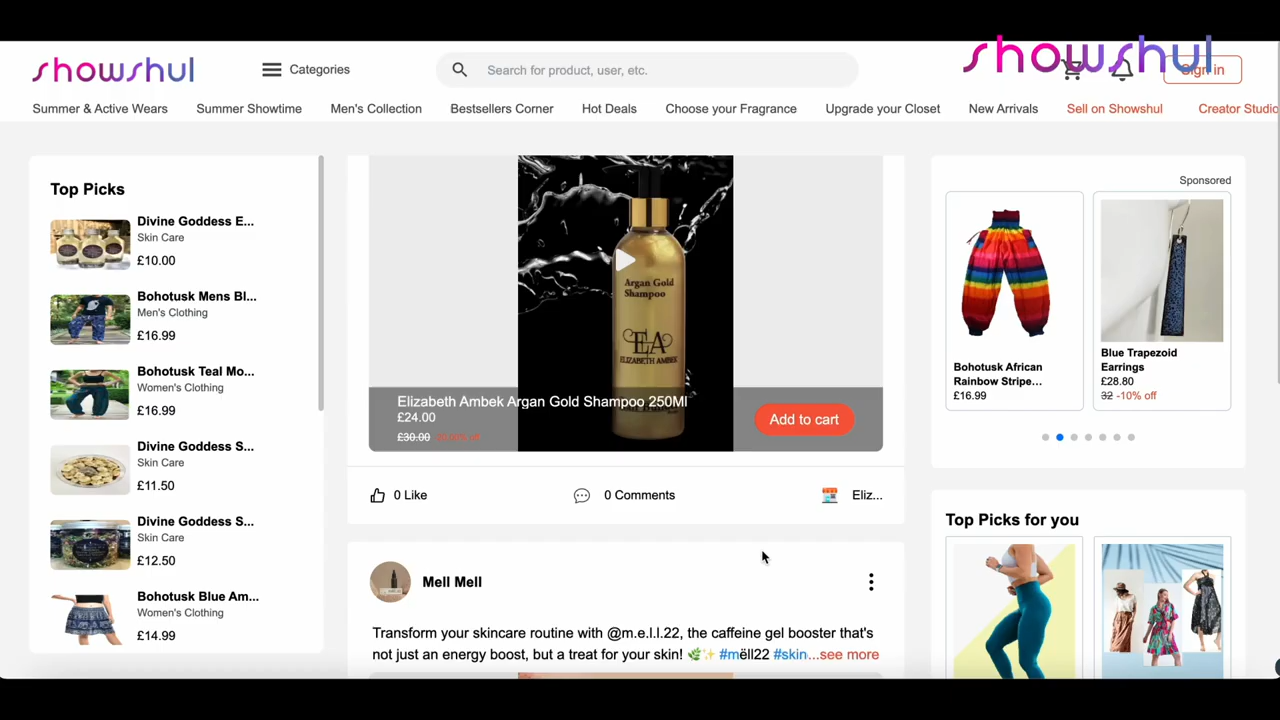 showshul
Categories
Search for product, user, etc.
showshul
Sign in
Summer & Active Wears
Summer Showtime
Men's Collection
Bestsellers Corner
Hot Deals
Choose your Fragrance
Upgrade your Closet
New Arrivals
Sell on Showshul
Creator Studio
Top Picks
Divine Goddess E...
Skin Care
£10.00
Bohotusk Mens Bl...
Men's Clothing
£16.99
Bohotusk Teal Mo...
Women's Clothing
£16.99
Divine Goddess S...
Skin Care
£11.50
Divine Goddess S...
Skin Care
£12.50
Bohotusk Blue Am...
Women's Clothing
£14.99
Argan Gold
Shampoo
EA
ELIZABETH AMBEK
Elizabeth Ambek Argan Gold Shampoo 250Ml
£24.00
£30.00
Add to cart
0 Like
0 Comments
Eliz...
Mell Mell
Transform your skincare routine with @m.e.l.l.22, the caffeine gel booster that's
not just an energy boost, but a treat for your skin! 🌿✨ #mëll22 #skin...see more
Sponsored
Bohotusk African
Rainbow Stripe...
£16.99
Blue Trapezoid
Earrings
£28.80
32 -10% off
Top Picks for you